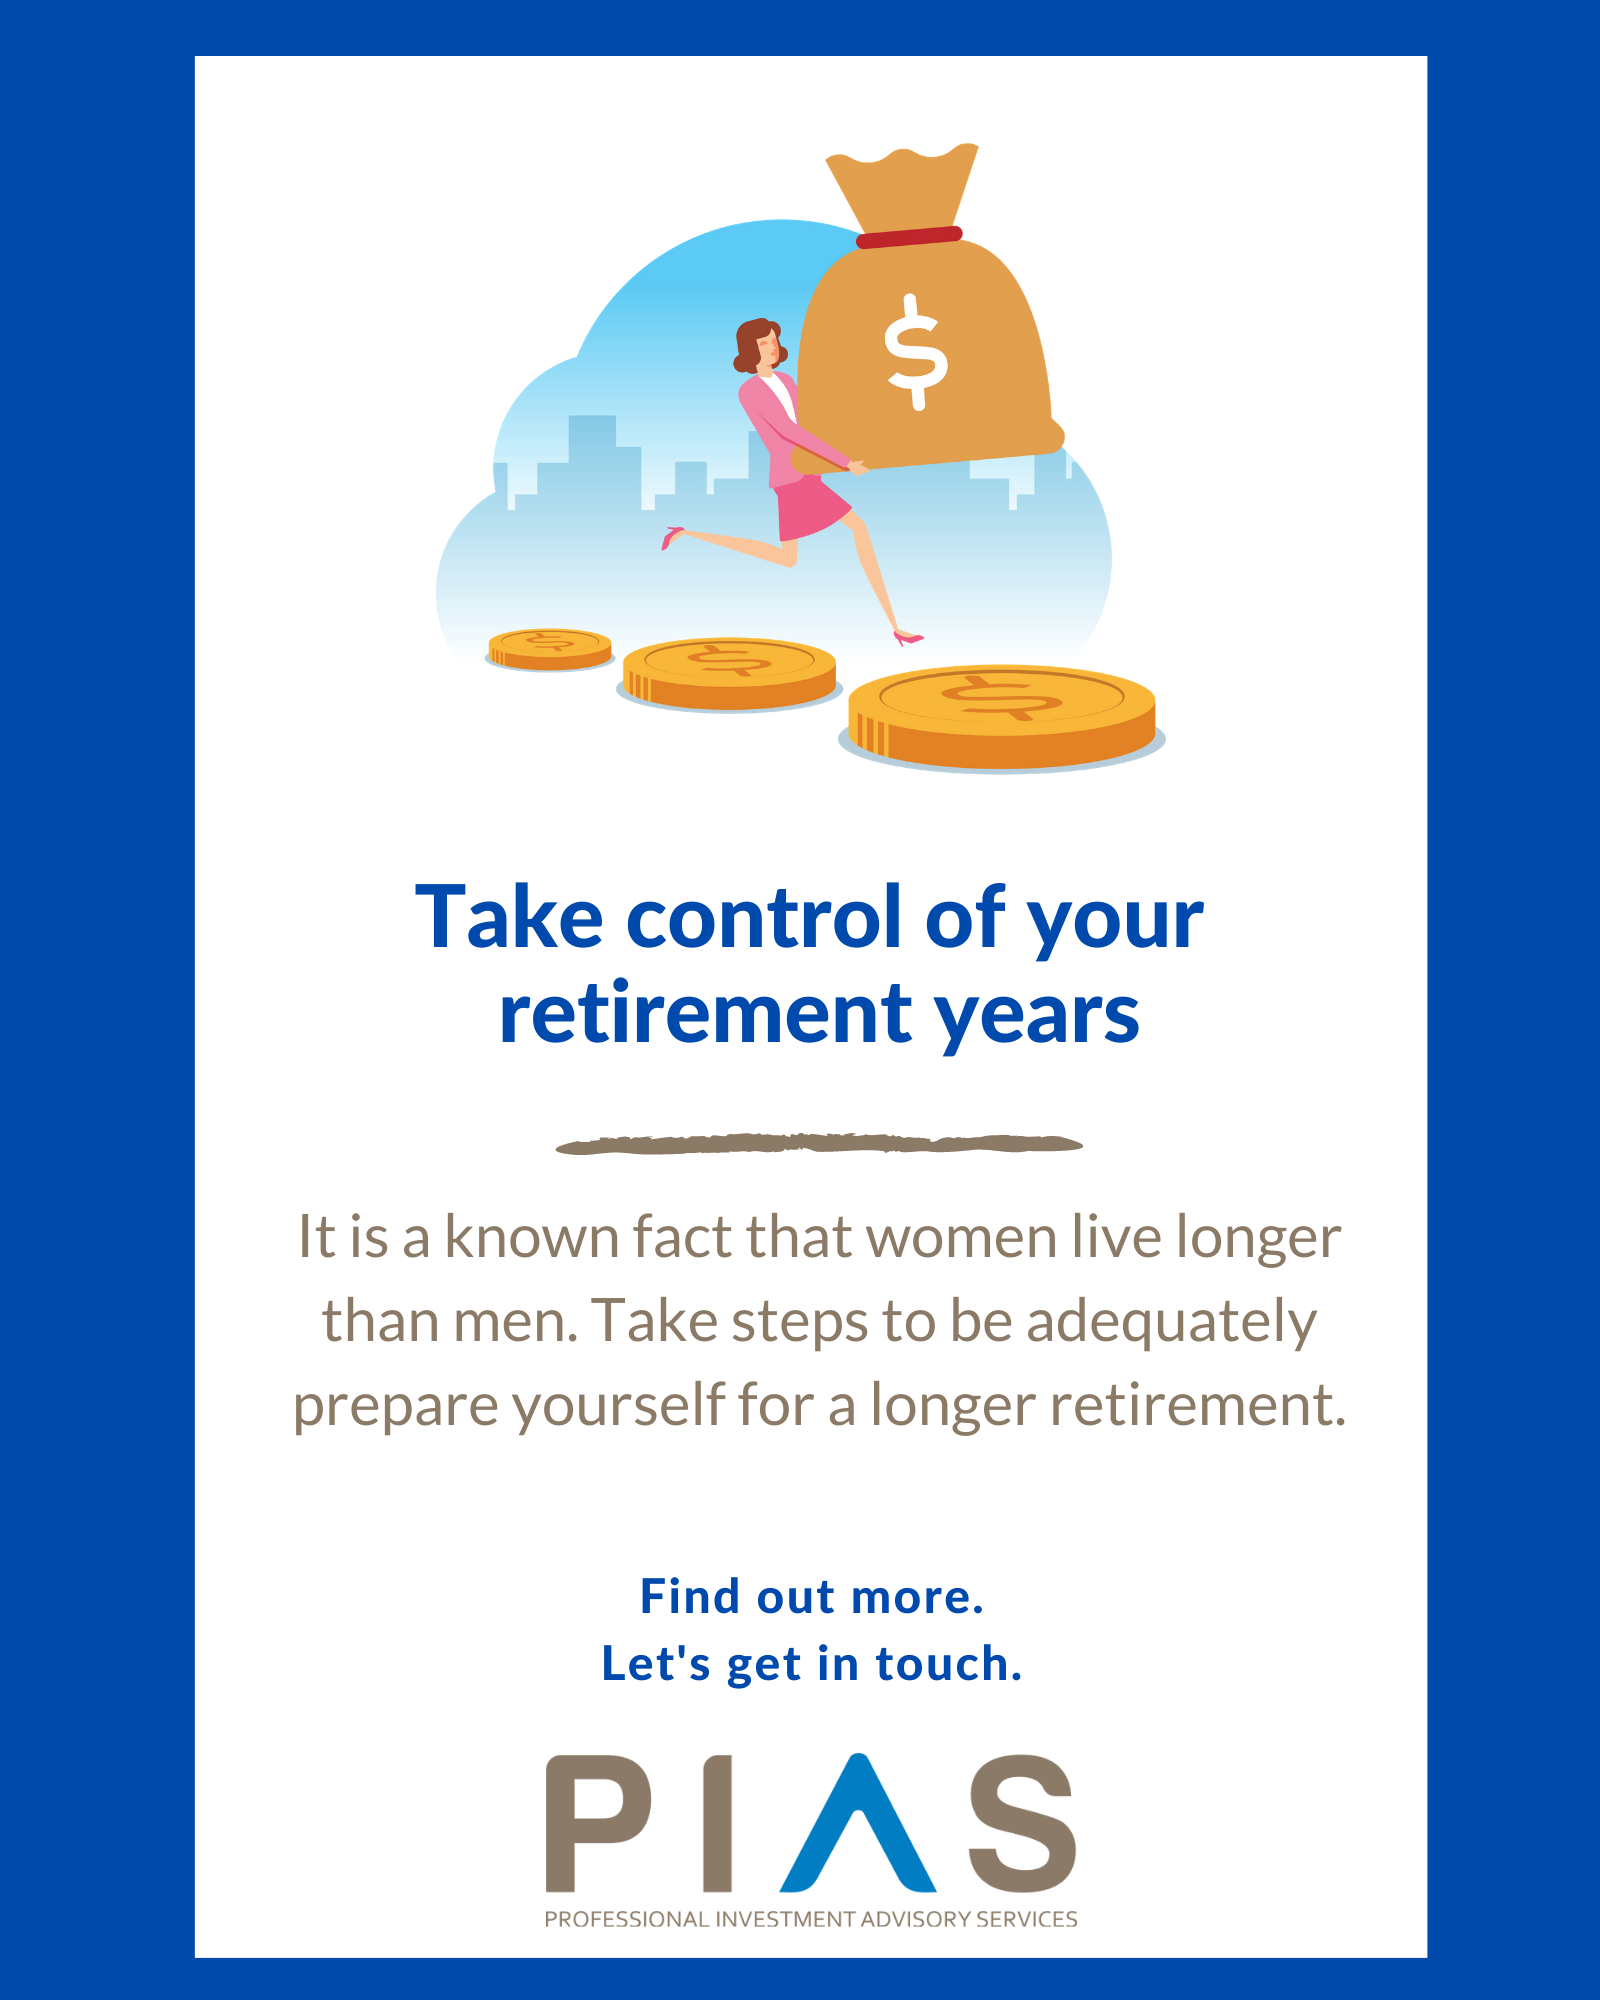 $
Take control of your
retirement years
It is a known fact that women live longer
than men. Take steps to be adequately
prepare yourself for a longer retirement.
Find out more.
Let's get in touch.
PIAS
PROFESSIONAL INVESTMENT ADVISORY SERVICES